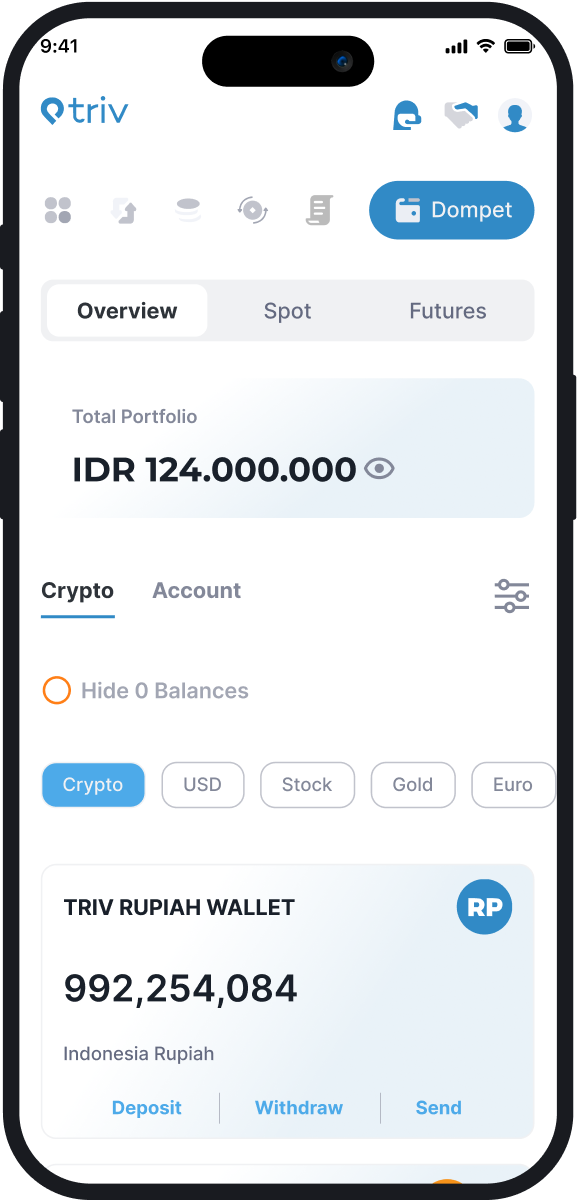 9:41
triv
Dompet
Overview Spot Futures
Total Portfolio
IDR 124.000.000
Crypto Account
Hide 0 Balances
Crypto USD Stock Gold Euro
TRIV RUPIAH WALLET RP
992,254,084
Indonesia Rupiah
Deposit Withdraw Send